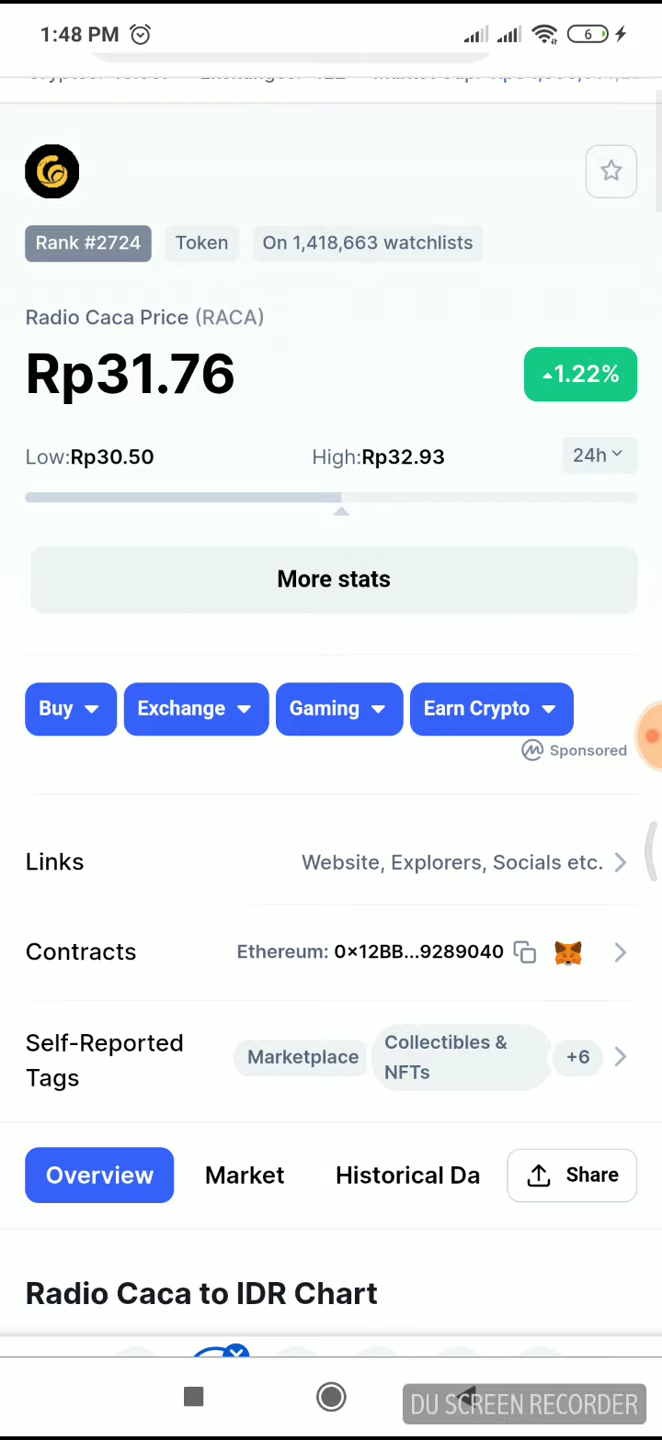 1:48 PM
6
Rank #2724
Token
On 1,418,663 watchlists
Radio Caca Price (RACA)
Rp31.76
1.22%
Low:Rp30.50
High:Rp32.93
24h
More stats
Buy
Exchange
Gaming
Earn Crypto
Sponsored
Links
Website, Explorers, Socials etc.
Contracts
Ethereum: 0x12BB...9289040
Self-Reported
Tags
Marketplace
Collectibles &
NFTs
+6
Overview
Market
Historical Da
Share
Radio Caca to IDR Chart
DU SCREEN RECORDER